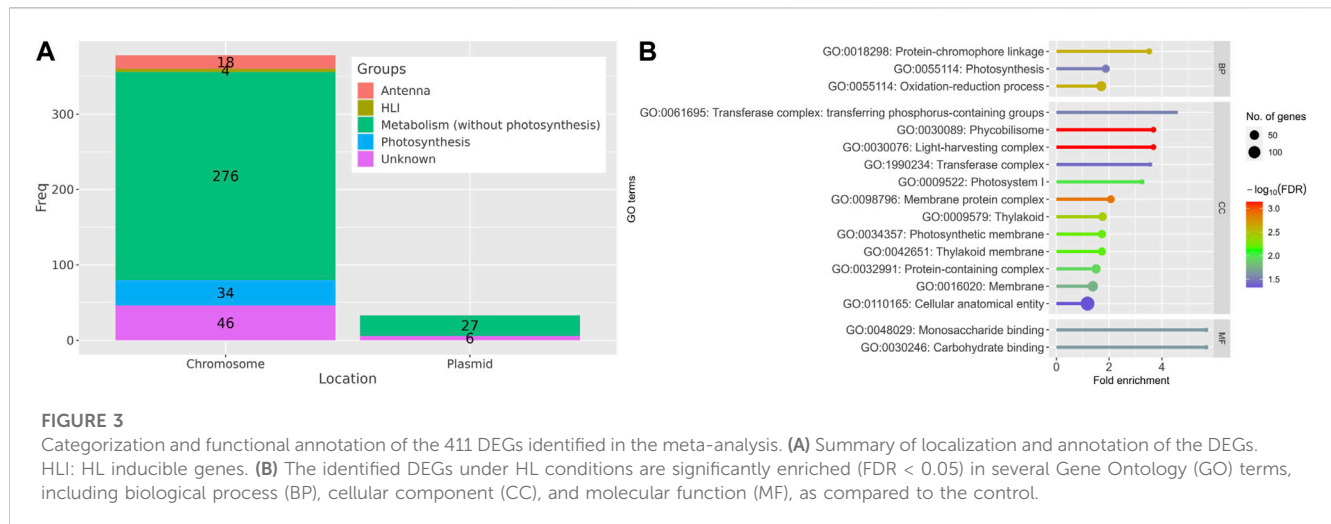 A
Freq
300
200
100
0
18
4
276
34
46
27
6
Chromosome
Plasmid
Location
Groups
Antenna
HLI
Metabolism (without photosynthesis)
Photosynthesis
Unknown
B
GO terms
GO:0018298: Protein-chromophore linkage
GO:0055114: Photosynthesis
GO:0055114: Oxidation-reduction process
GO:0061695: Transferase complex: transferring phosphorus-containing groups
GO:0030089: Phycobilisome
GO:0030076: Light-harvesting complex
GO:1990234: Transferase complex
GO:0009522: Photosystem I
GO:0098796: Membrane protein complex
GO:0009579: Thylakoid
GO:0034357: Photosynthetic membrane
GO:0042651: Thylakoid membrane
GO:0032991: Protein-containing complex
GO:0016020: Membrane
GO:0110165: Cellular anatomical entity
GO:0048029: Monosaccharide binding
GO:0030246: Carbohydrate binding
BP
CC
MF
0 2 4
Fold enrichment
No. of genes
50
100
−log10(FDR)
3.0
2.5
2.0
1.5
FIGURE 3
Categorization and functional annotation of the 411 DEGs identified in the meta-analysis. (A) Summary of localization and annotation of the DEGs.
HLI: HL inducible genes. (B) The identified DEGs under HL conditions are significantly enriched (FDR < 0.05) in several Gene Ontology (GO) terms,
including biological process (BP), cellular component (CC), and molecular function (MF), as compared to the control.